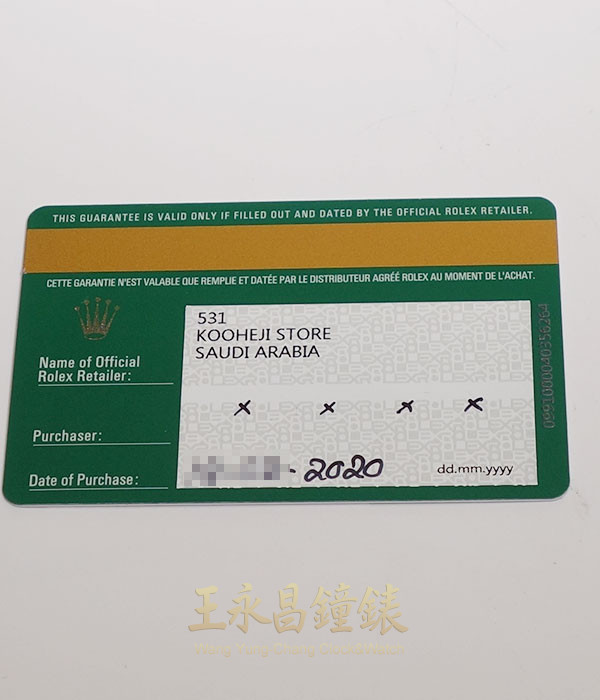 THIS GUARANTEE IS VALID ONLY IF FILLED OUT AND DATED BY THE OFFICIAL ROLEX RETAILER.
CETTE GARANTIE N'EST VALABLE QUE REMPLIE ET DATÉE PAR LE DISTRIBUTEUR AGRÉÉ ROLEX AU MOMENT DE L'ACHAT.
531
KOOHEJI STORE
SAUDI ARABIA
Name of Official
Rolex Retailer:
Purchaser:
x x x x
Date of Purchase:
- 2020
dd.mm.yyyy
0991000040356264
王永昌鐘錶